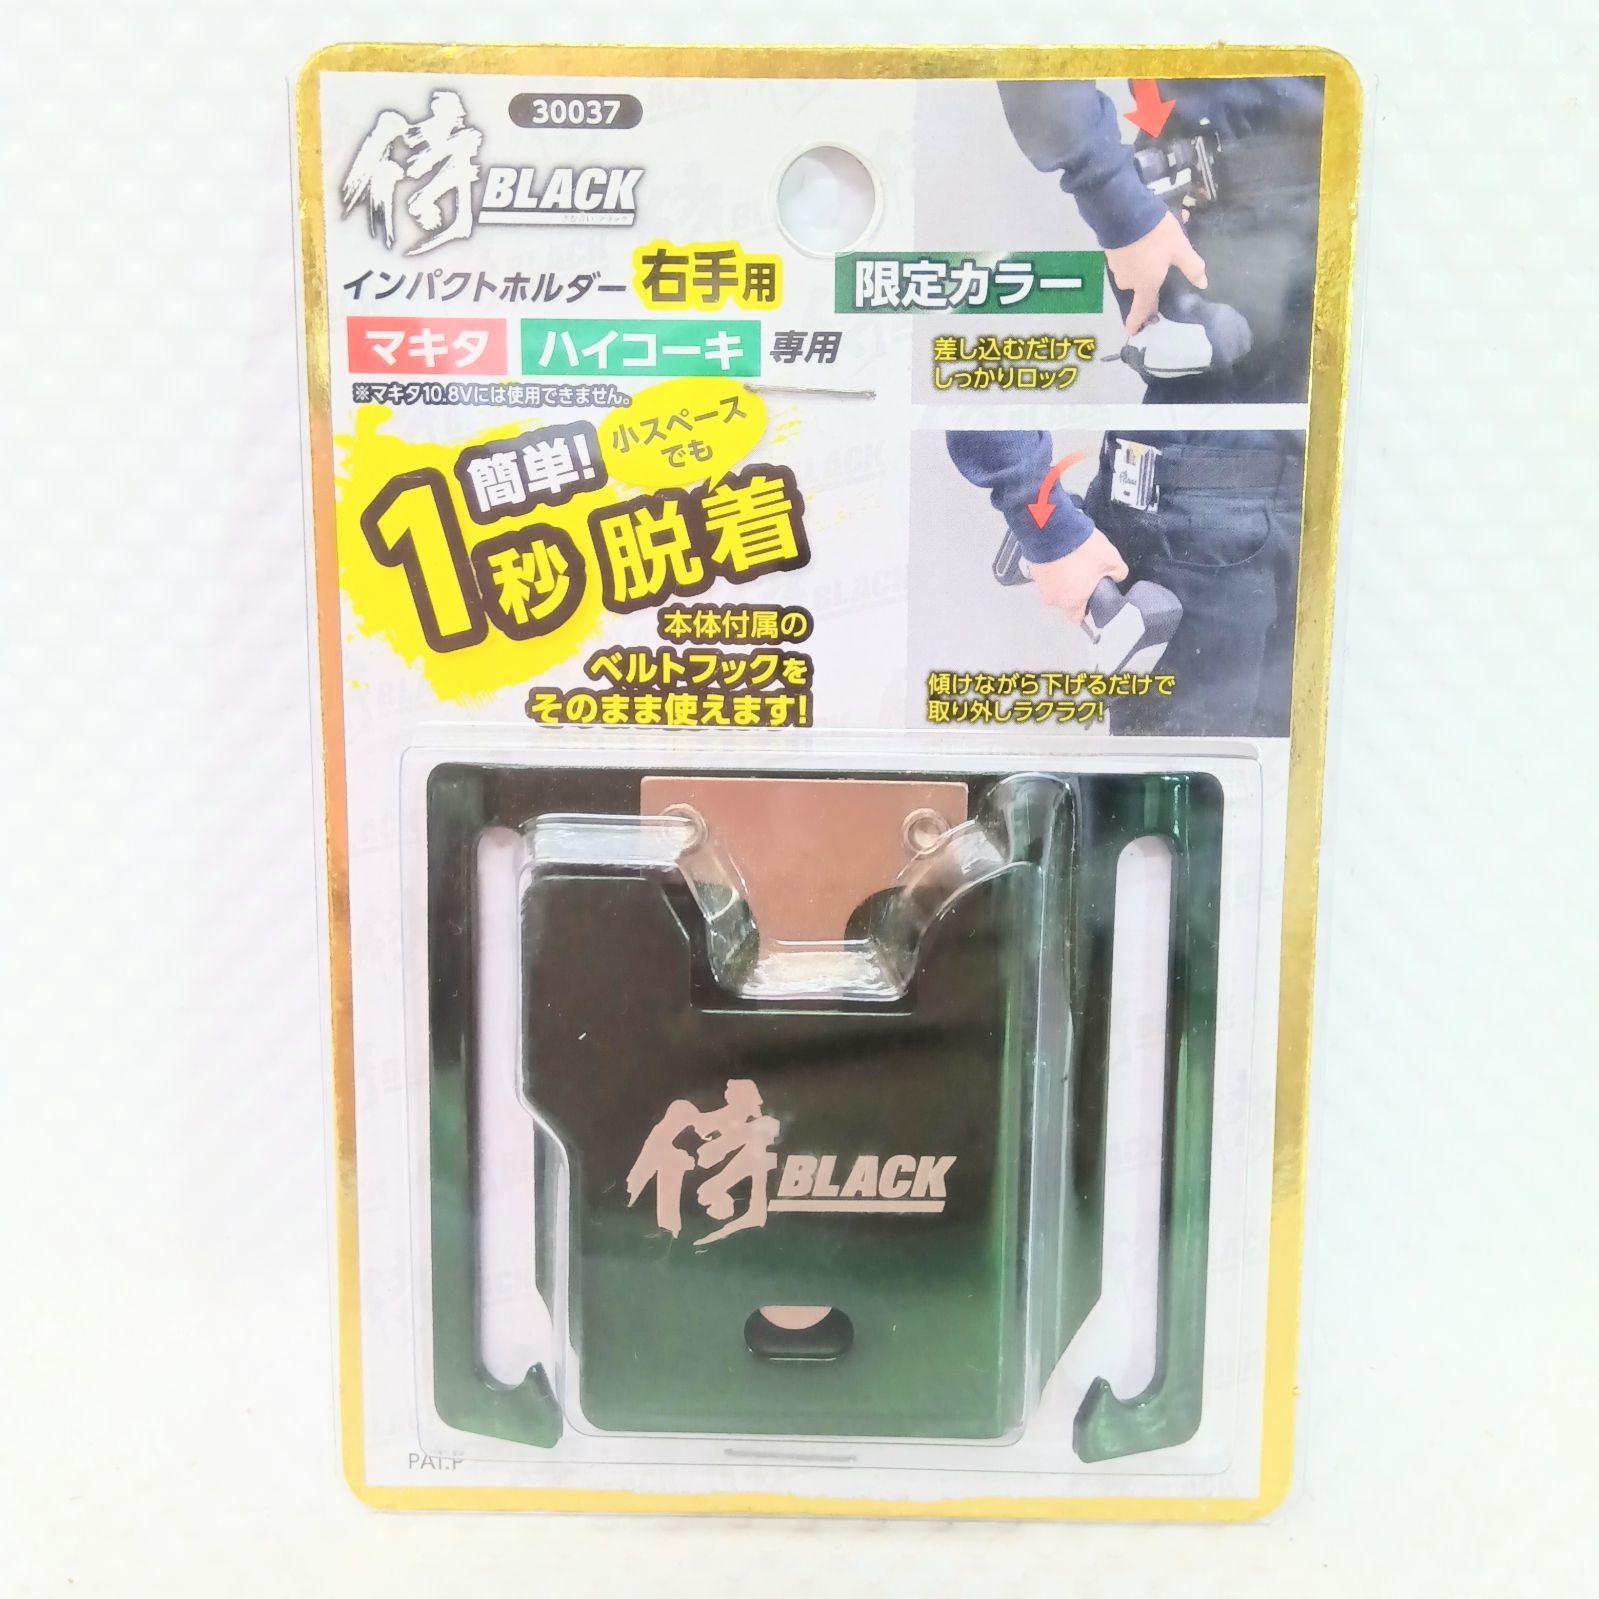 30037
侍BLACK
さむらいブラック
インパクトホルダー 右手用
限定カラー
マキタ ハイコーキ 専用
※マキタ10.8Vには使用できません。
差し込むだけで
しっかりロック
小スペース
でも
簡単!
1秒脱着
本体付属の
ベルトフックを
そのまま使えます!
傾けながら下げるだけで
取り外しラクラク!
侍BLACK
PAT.P